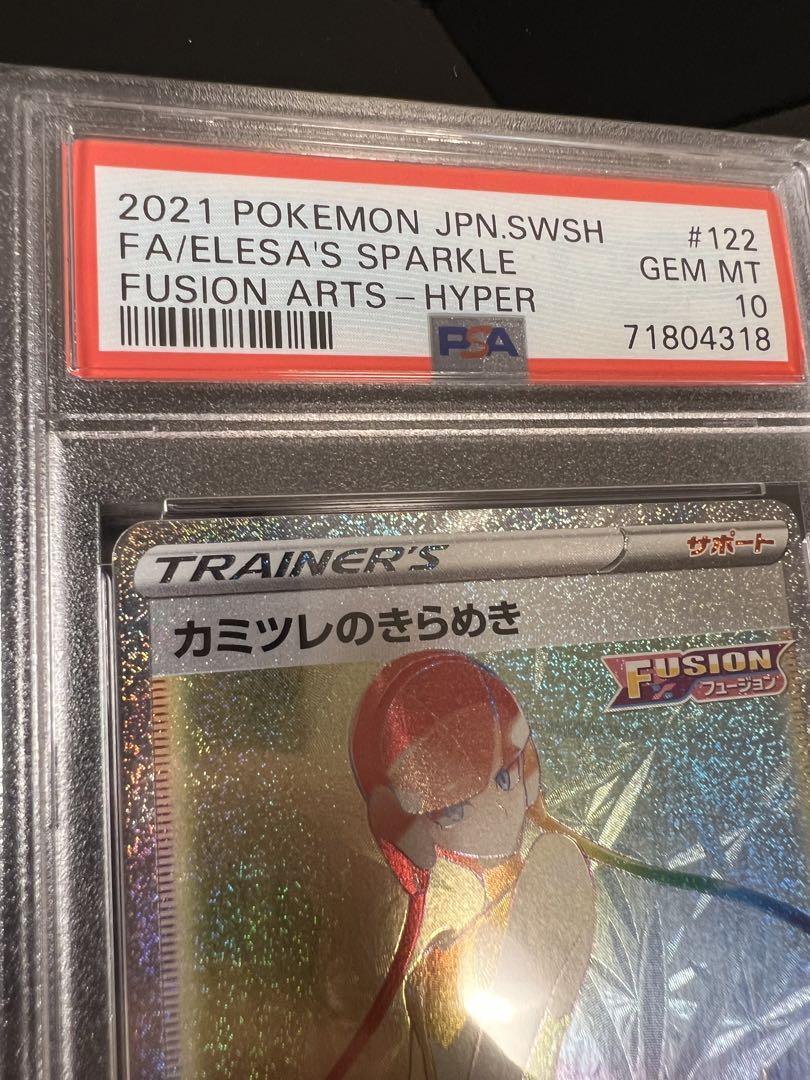 2021 POKEMON JPN.SWSH #122
FA/ELESA'S SPARKLE GEM MT
FUSION ARTS – HYPER 10
PSA 71804318
TRAINER'S サポート
カミツレのきらめき
FUSION
フュージョン